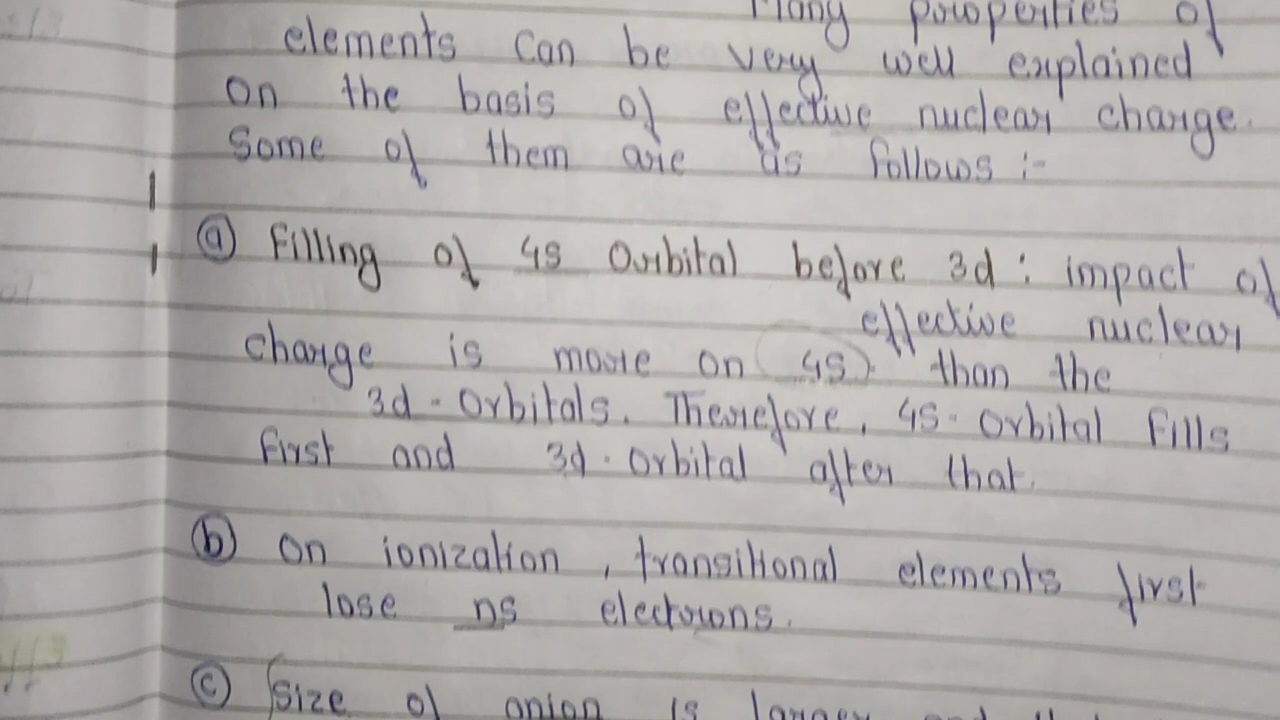 Many properties of
elements can be very well explained
on the basis of effective nuclear charge.
Some of them are as follows :-
(a) Filling of 4s Orbital before 3d : impact of
effective nuclear
charge is more on 4s than the
3d - Orbitals. Therefore, 4s - Orbital Fills
First and 3d - Orbital after that.
(b) On ionization, transitional elements first
lose ns electrons.
(c) Size of anion is larger and